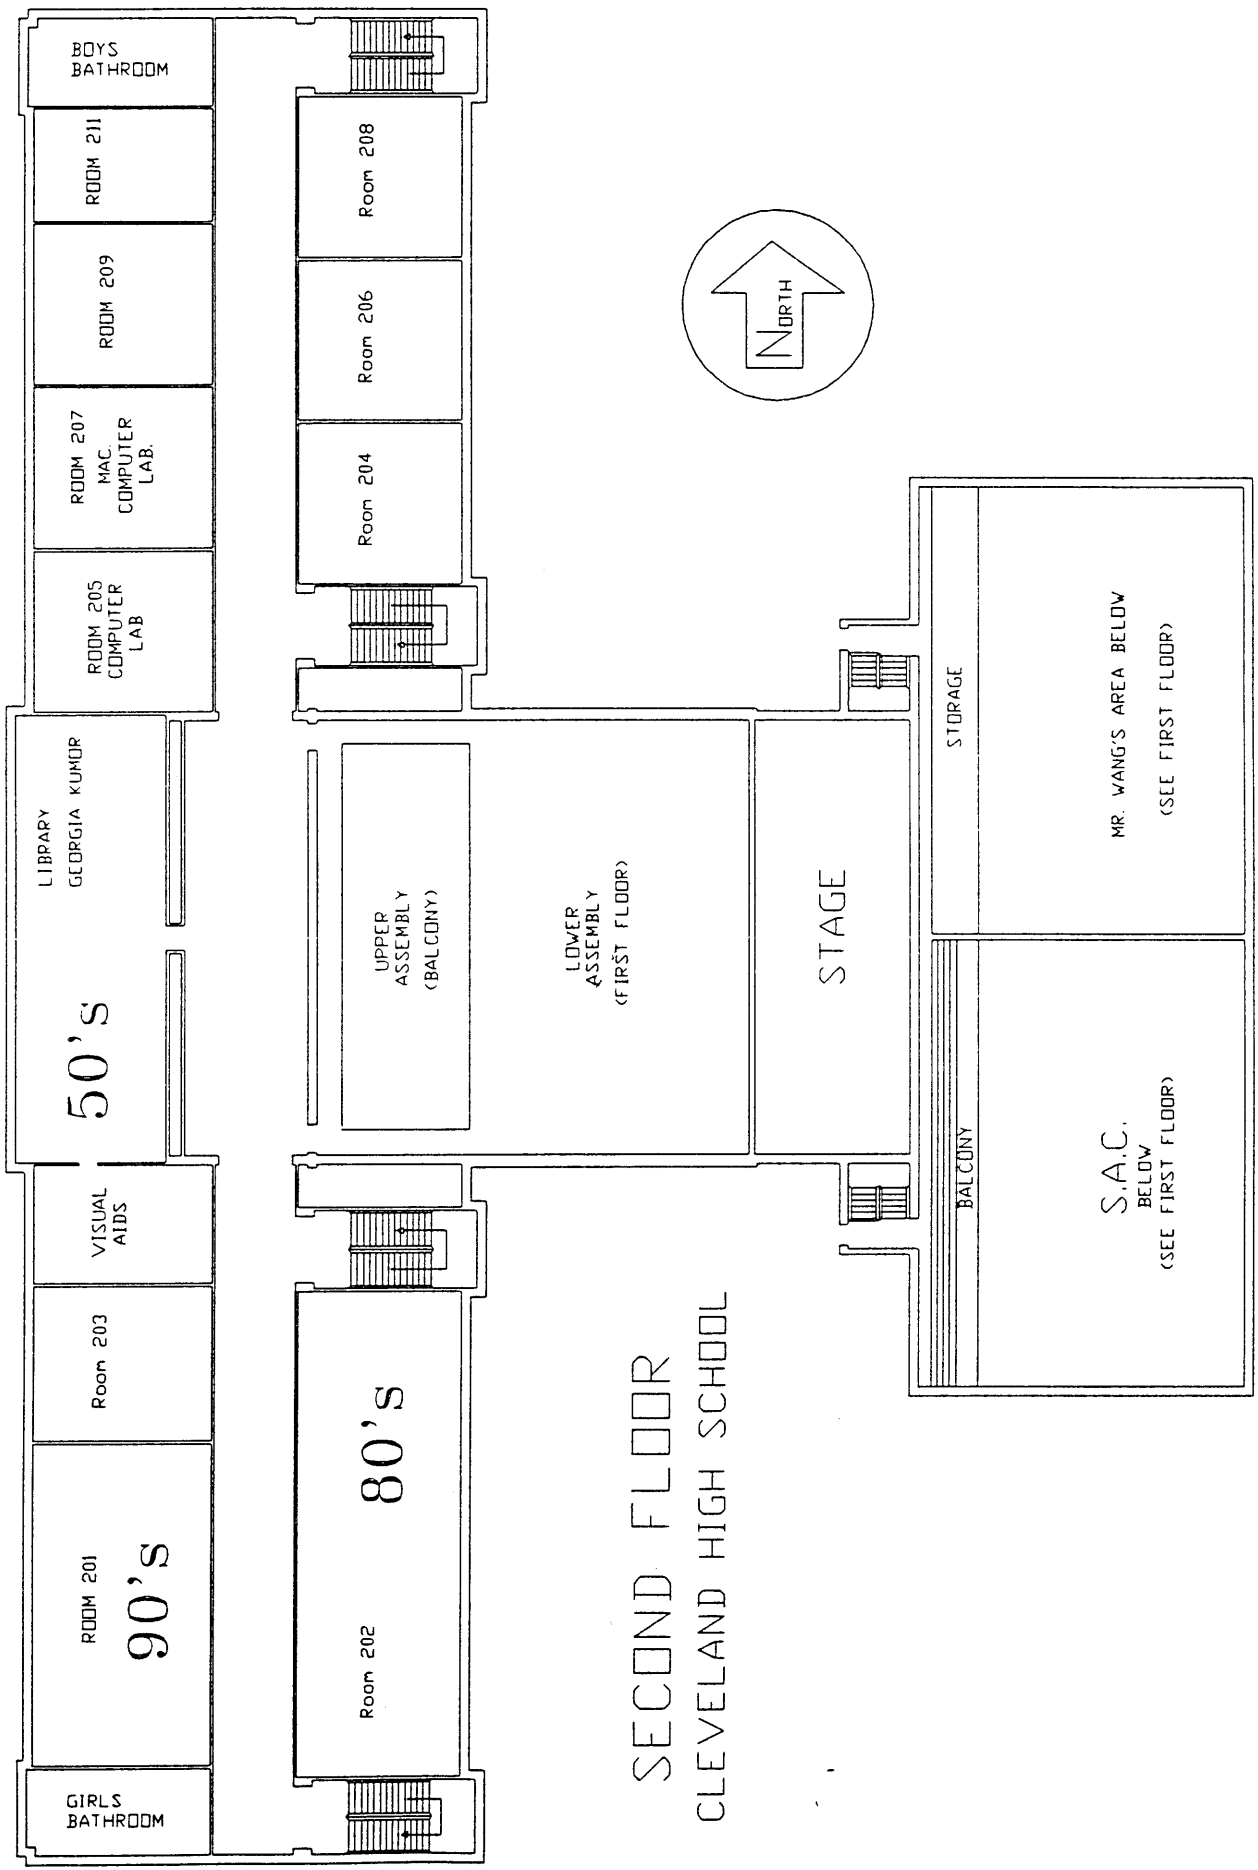 BOYS
BATHROOM
ROOM 211
ROOM 209
ROOM 207
MAC.
COMPUTER
LAB.
ROOM 205
COMPUTER
LAB
LIBRARY
GEORGIA KUMOR
50's
VISUAL
AIDS
Room 203
ROOM 201
90's
GIRLS
BATHROOM
Room 208
Room 206
Room 204
UPPER
ASSEMBLY
(BALCONY)
LOWER
ASSEMBLY
(FIRST FLOOR)
STAGE
80's
Room 202
NORTH
STORAGE
MR. WANG'S AREA BELOW
(SEE FIRST FLOOR)
BALCONY
S.A.C.
BELOW
(SEE FIRST FLOOR)
SECOND FLOOR
CLEVELAND HIGH SCHOOL